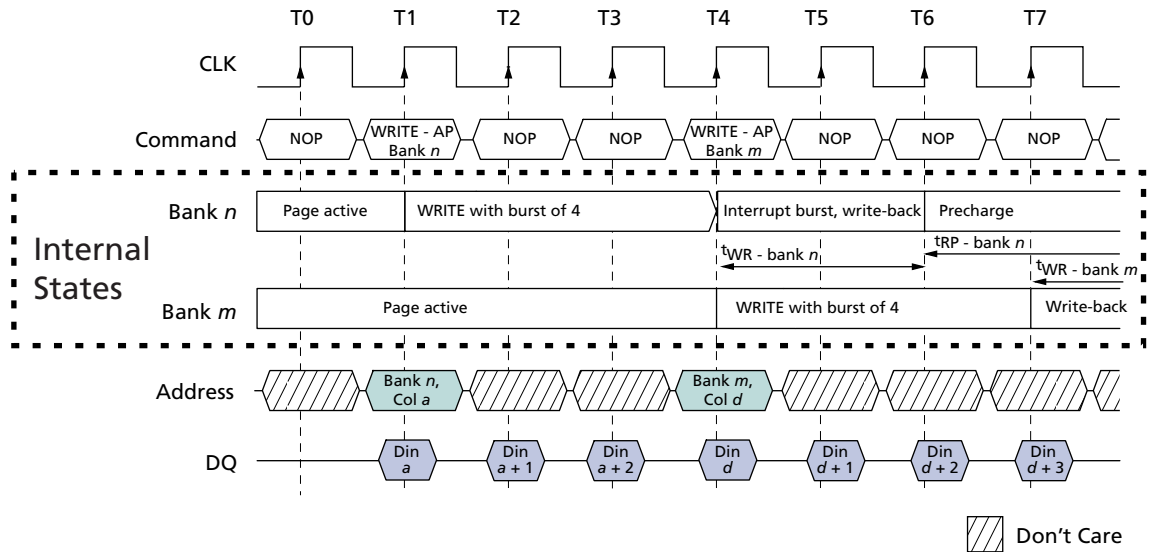 T0 T1 T2 T3 T4 T5 T6 T7
CLK
Command NOP WRITE - AP Bank n NOP NOP WRITE - AP Bank m NOP NOP NOP
Bank n Page active WRITE with burst of 4 Interrupt burst, write-back Precharge
Internal States
tWR - bank n tRP - bank n
tWR - bank m
Bank m Page active WRITE with burst of 4 Write-back
Address Bank n, Col a Bank m, Col d
DQ Din a Din a + 1 Din a + 2 Din d Din d + 1 Din d + 2 Din d + 3
Don't Care